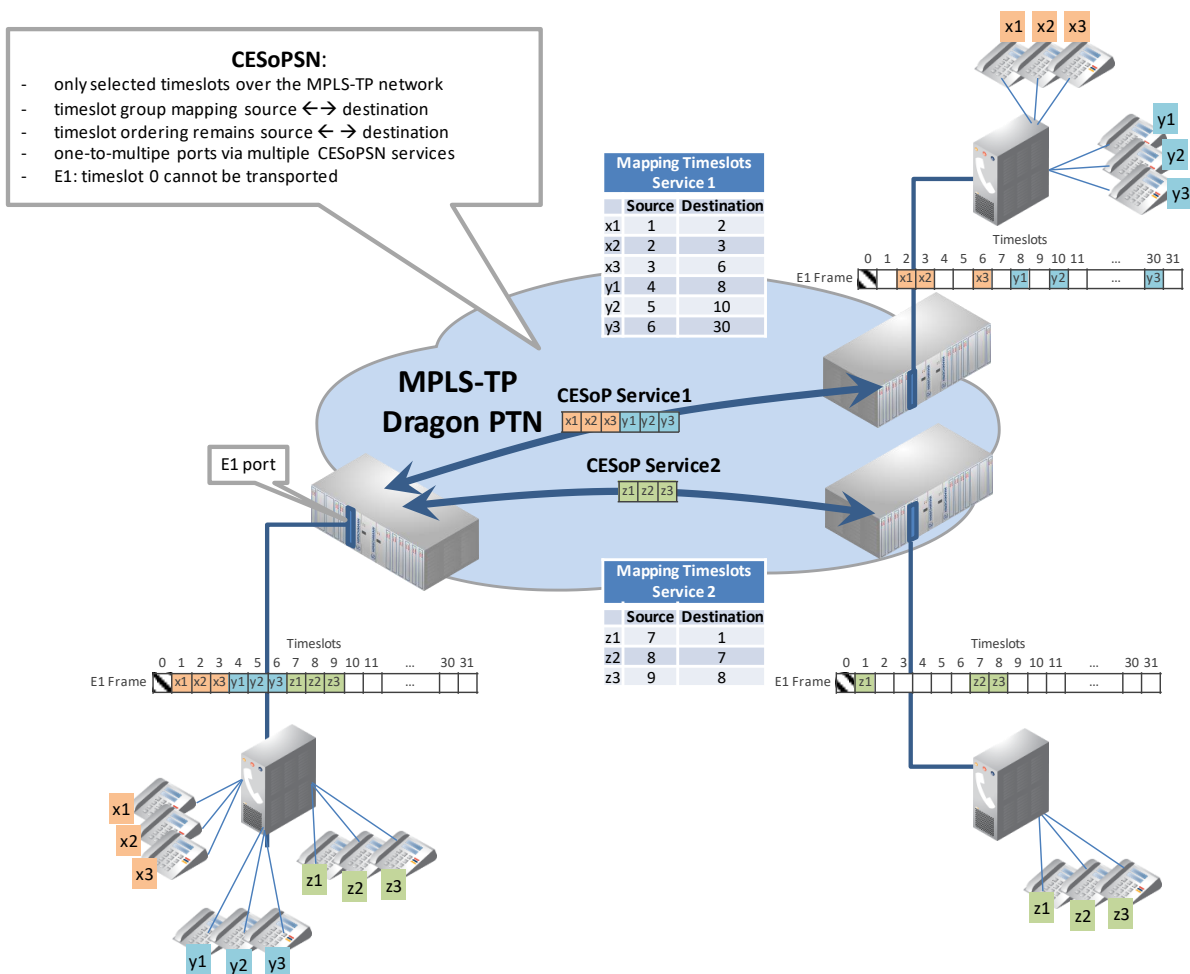 CESoPSN:
- only selected timeslots over the MPLS-TP network
- timeslot group mapping source ←→ destination
- timeslot ordering remains source ← → destination
- one-to-multipe ports via multiple CESoPSN services
- E1: timeslot 0 cannot be transported
x1 x2 x3
y1
y2
y3
Mapping Timeslots
Service 1
Source Destination
x1 1 2
x2 2 3
x3 3 6
y1 4 8
y2 5 10
y3 6 30
Timeslots
0 1 2 3 4 5 6 7 8 9 10 11 ... 30 31
E1 Frame x1 x2 x3 y1 y2 ... y3
MPLS-TP
Dragon PTN
CESoP Service1
x1 x2 x3 y1 y2 y3
E1 port
CESoP Service2
z1 z2 z3
Mapping Timeslots
Service 2
Source Destination
z1 7 1
z2 8 7
z3 9 8
Timeslots
0 1 2 3 4 5 6 7 8 9 10 11 ... 30 31
E1 Frame x1 x2 x3 y1 y2 y3 z1 z2 z3 ...
Timeslots
0 1 2 3 4 5 6 7 8 9 10 11 ... 30 31
E1 Frame z1 z2 z3 ...
x1
x2
x3
z1 z2 z3
y1 y2 y3
z1 z2 z3